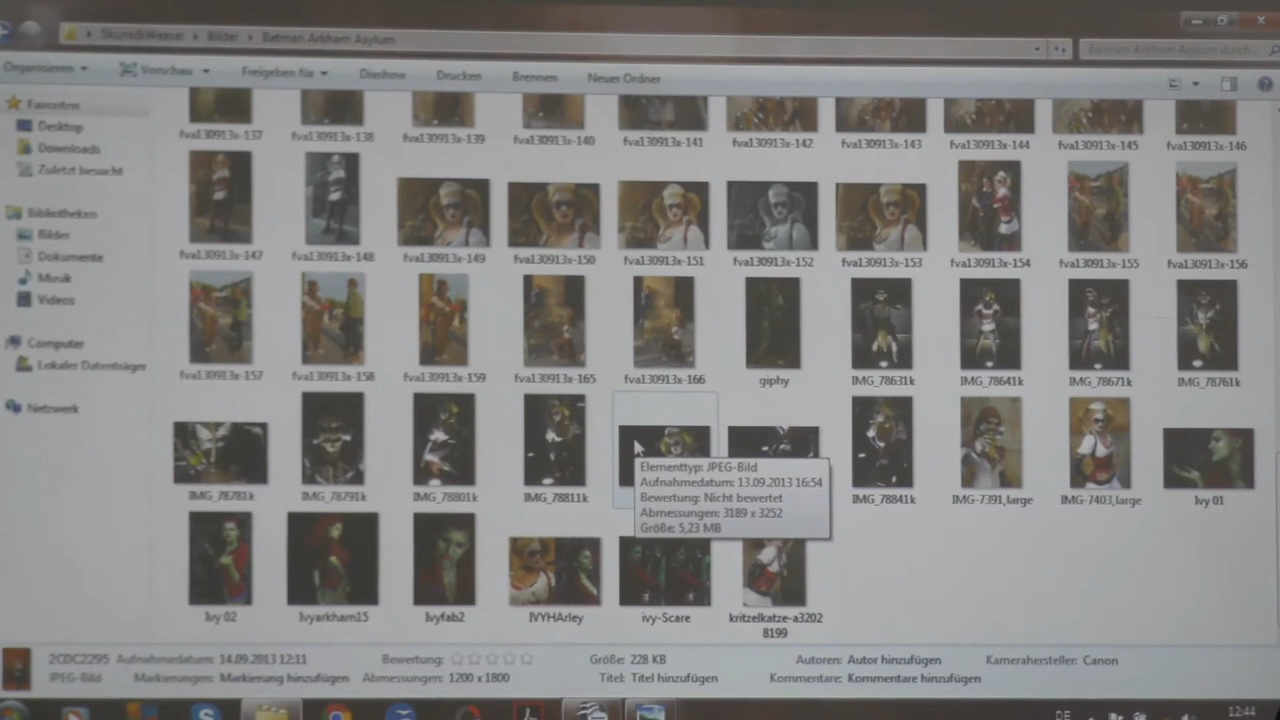 Skunk&Weasel Bilder Batman Arkham Asylum
Batman Arkham Asylum durch...
Organisieren Vorschau Freigeben für Diashow Drucken Brennen Neuer Ordner
Favoriten
Desktop
Downloads
Zuletzt besucht
Bibliotheken
Bilder
Dokumente
Musik
Videos
Computer
Lokaler Datenträger
Netzwerk
fva130913x-137 fva130913x-138 fva130913x-139 fva130913x-140 fva130913x-141 fva130913x-142 fva130913x-143 fva130913x-144 fva130913x-145 fva130913x-146
fva130913x-147 fva130913x-148 fva130913x-149 fva130913x-150 fva130913x-151 fva130913x-152 fva130913x-153 fva130913x-154 fva130913x-155 fva130913x-156
fva130913x-157 fva130913x-158 fva130913x-159 fva130913x-165 fva130913x-166 giphy IMG_78631k IMG_78641k IMG_78671k IMG_78761k
IMG_78781k IMG_78791k IMG_78801k IMG_78811k IMG_78841k IMG-7391,large IMG-7403,large Ivy 01
Elementtyp: JPEG-Bild
Aufnahmedatum: 13.09.2013 16:54
Bewertung: Nicht bewertet
Abmessungen: 3189 x 3252
Größe: 5,23 MB
Ivy 02 Ivyarkham15 Ivyfab2 IVYHArley ivy-Scare kritzelkatze-a3202
8199
2CDC2295 Aufnahmedatum: 14.09.2013 12:11 Bewertung: Größe: 228 KB Autoren: Autor hinzufügen Kamerahersteller: Canon
JPEG-Bild Markierungen: Markierung hinzufügen Abmessungen: 1200 x 1800 Titel: Titel hinzufügen Kommentare: Kommentare hinzufügen
DE 12:44